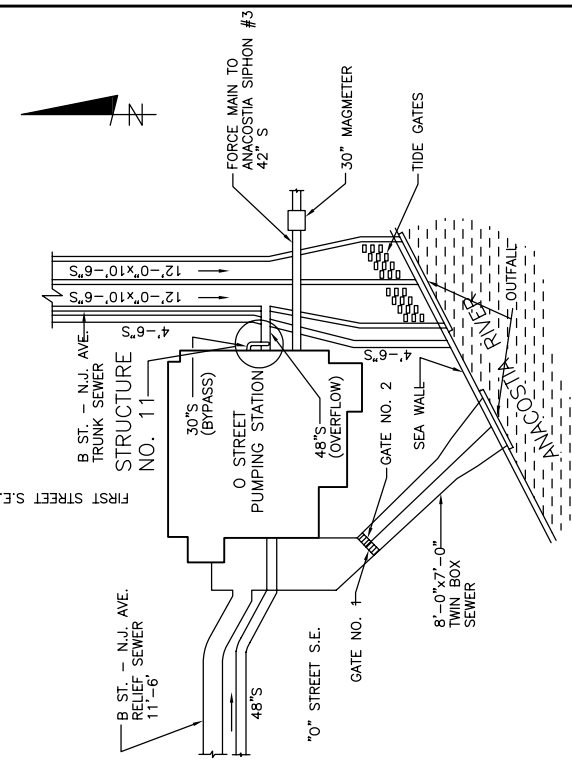 N
FORCE MAIN TO
ANACOSTIA SIPHON #3
42" S
30" MAGMETER
TIDE GATES
12'-0"x10'-6"S
12'-0"x10'-6"S
4'-6"S
B ST. - N.J. AVE.
TRUNK SEWER
STRUCTURE
NO. 11
FIRST STREET S.E.
30"S
(BYPASS)
O STREET
PUMPING STATION
48"S
(OVERFLOW)
4'-6"S
GATE NO. 2
SEA WALL
OUTFALL
ANACOSTIA RIVER
B ST. - N.J. AVE.
RELIEF SEWER
11'-6'
48"S
"O" STREET S.E.
GATE NO. 1
8'-0"x7'-0"
TWIN BOX
SEWER